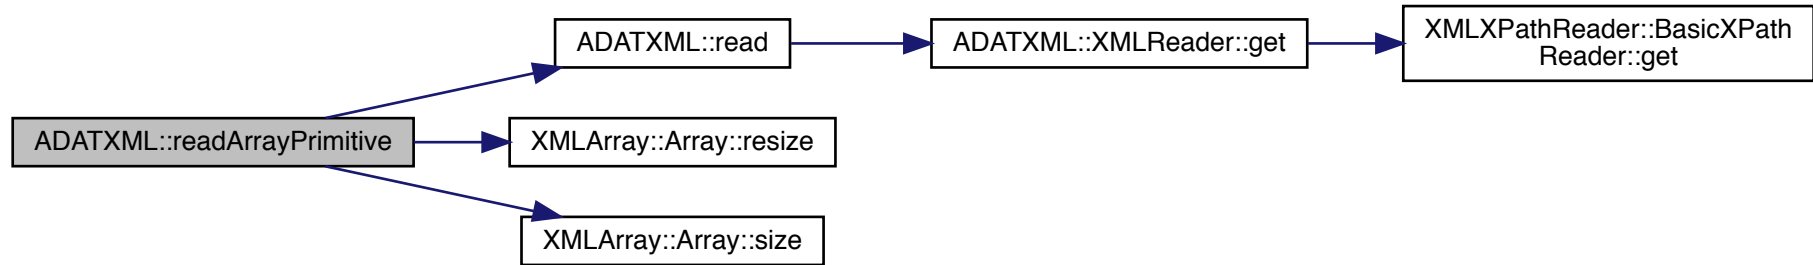 ADATXML::readArrayPrimitive
ADATXML::read
ADATXML::XMLReader::get
XMLXPathReader::BasicXPath
Reader::get
XMLArray::Array::resize
XMLArray::Array::size